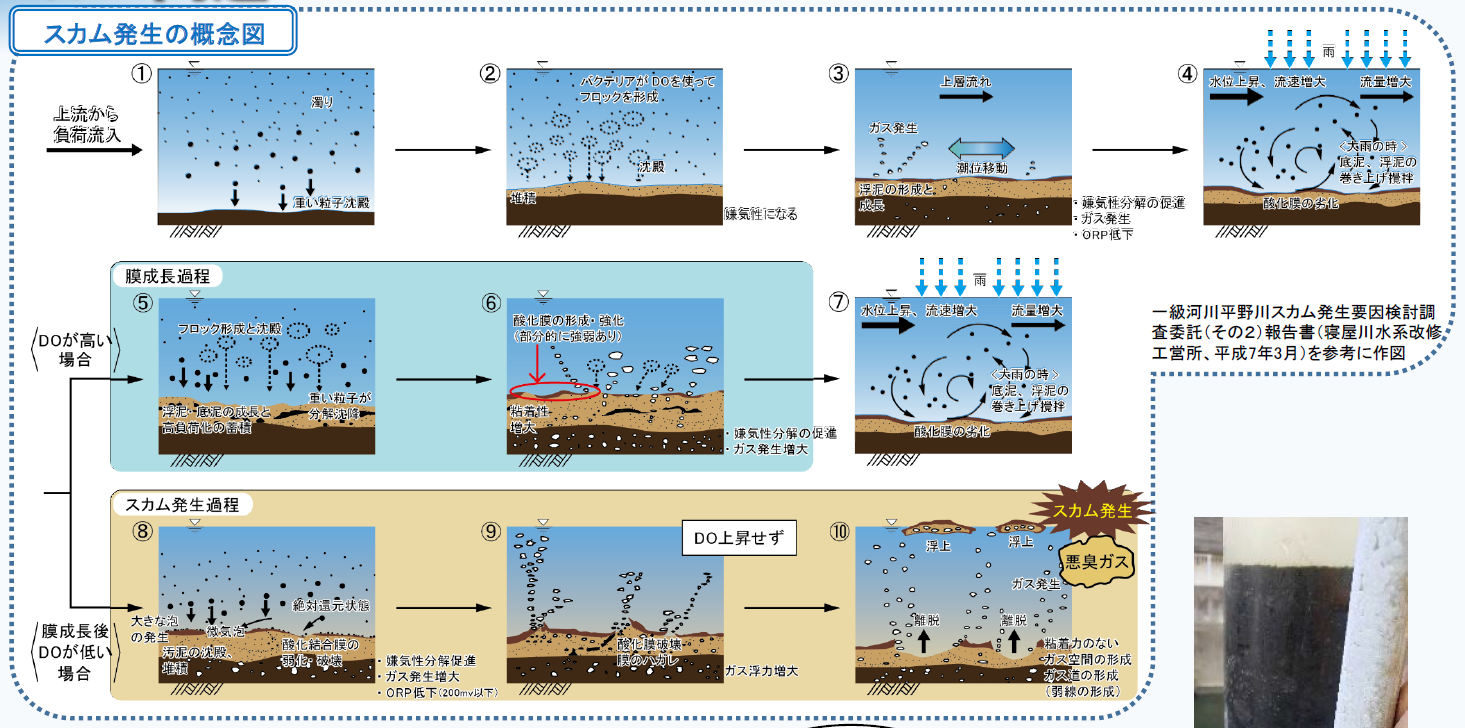 スカム発生の概念図
上流から
負荷流入
①
濁り
重い粒子沈殿
②
バクテリアがDOを使って
フロックを形成
沈殿
堆積
嫌気性になる
③
上層流れ
ガス発生
潮位移動
浮泥の形成と
成長
・嫌気性分解の促進
・ガス発生
・ORP低下
④
雨
水位上昇、流速増大
流量増大
<大雨の時>
底泥、浮泥の
巻き上げ攪拌
酸化膜の劣化
DOが高い
場合
膜成長過程
⑤
フロック形成と沈殿
重い粒子が
分解沈降
浮泥・底泥の成長と
高負荷化の蓄積
⑥
酸化膜の形成・強化
(部分的に強弱あり)
粘着性
増大
・嫌気性分解の促進
・ガス発生増大
⑦
雨
水位上昇、流速増大
流量増大
<大雨の時>
底泥、浮泥の
巻き上げ攪拌
酸化膜の劣化
一級河川平野川スカム発生要因検討調
査委託(その2)報告書(寝屋川水系改修
工営所、平成7年3月)を参考に作図
膜成長後
DOが低い
場合
スカム発生過程
⑧
絶対還元状態
大きな泡
の発生
微気泡
汚泥の沈殿、
堆積
酸化結合膜の
弱化・破壊
・嫌気性分解促進
・ガス発生増大
・ORP低下(200mv以下)
⑨
DO上昇せず
酸化膜破壊・
膜のハガレ
ガス浮力増大
⑩
スカム発生
悪臭ガス
浮上
浮上
ガス発生
離脱
離脱
粘着力のない
ガス空間の形成
ガス道の形成
(弱線の形成)